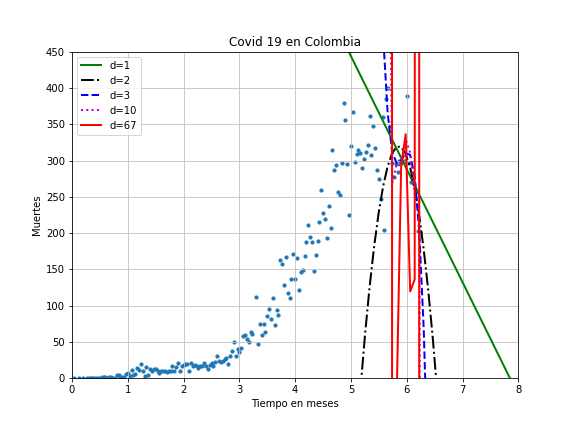 Covid 19 en Colombia
450
400
350
300
250
200
150
100
50
0
Muertes
d=1
d=2
d=3
d=10
d=67
0 1 2 3 4 5 6 7 8
Tiempo en meses